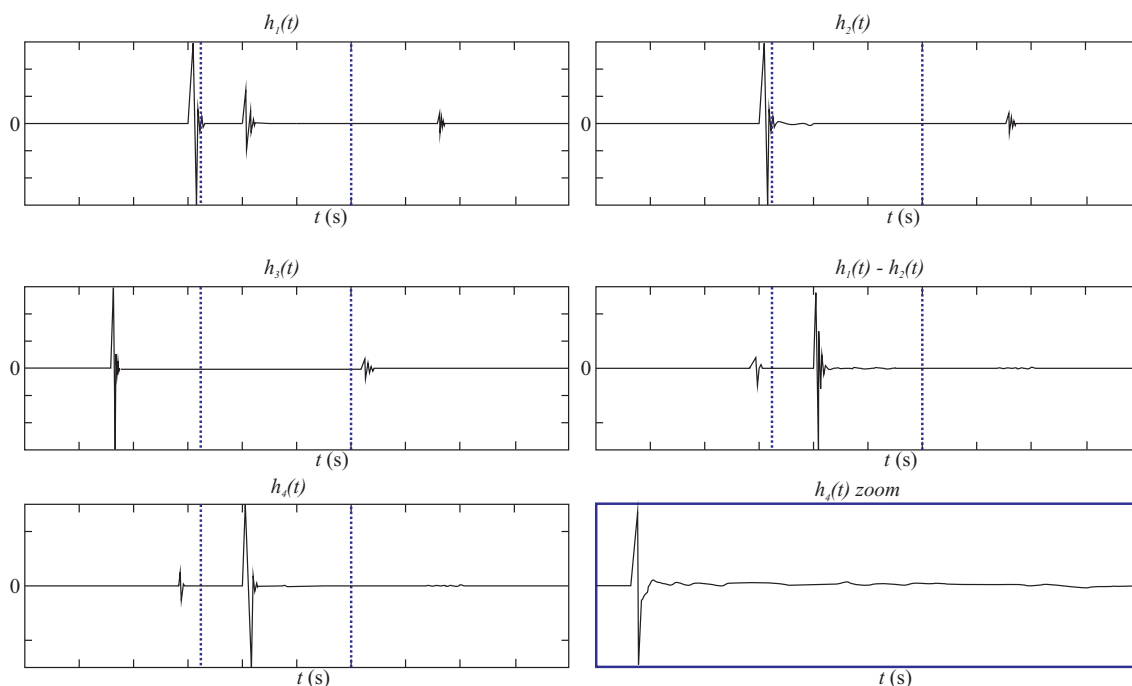 h₁(t)
h₂(t)
0
0
t (s)
t (s)
h₃(t)
h₁(t) - h₂(t)
0
0
t (s)
t (s)
h₄(t)
h₄(t) zoom
0
t (s)
t (s)